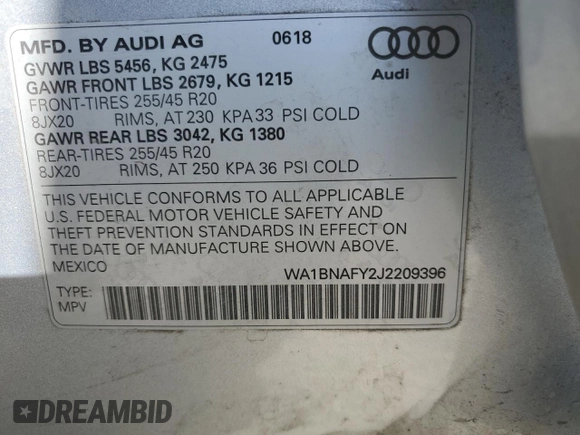 MFD. BY AUDI AG 0618
GVWR LBS 5456, KG 2475
GAWR FRONT LBS 2679, KG 1215
FRONT-TIRES 255/45 R20
8JX20 RIMS, AT 230 KPA 33 PSI COLD
GAWR REAR LBS 3042, KG 1380
REAR-TIRES 255/45 R20
8JX20 RIMS, AT 250 KPA 36 PSI COLD
Audi
THIS VEHICLE CONFORMS TO ALL APPLICABLE
U.S. FEDERAL MOTOR VEHICLE SAFETY AND
THEFT PREVENTION STANDARDS IN EFFECT ON
THE DATE OF MANUFACTURE SHOWN ABOVE.
MEXICO WA1BNAFY2J2209396
TYPE:
MPV
DREAMBID